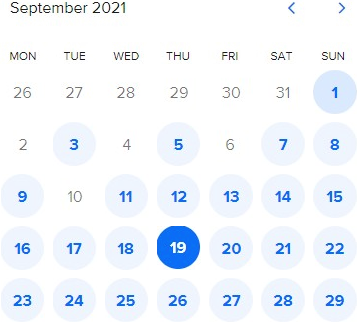 September 2021
MON TUE WED THU FRI SAT SUN
26 27 28 29 30 31 1
2 3 4 5 6 7 8
9 10 11 12 13 14 15
16 17 18 19 20 21 22
23 24 25 26 27 28 29